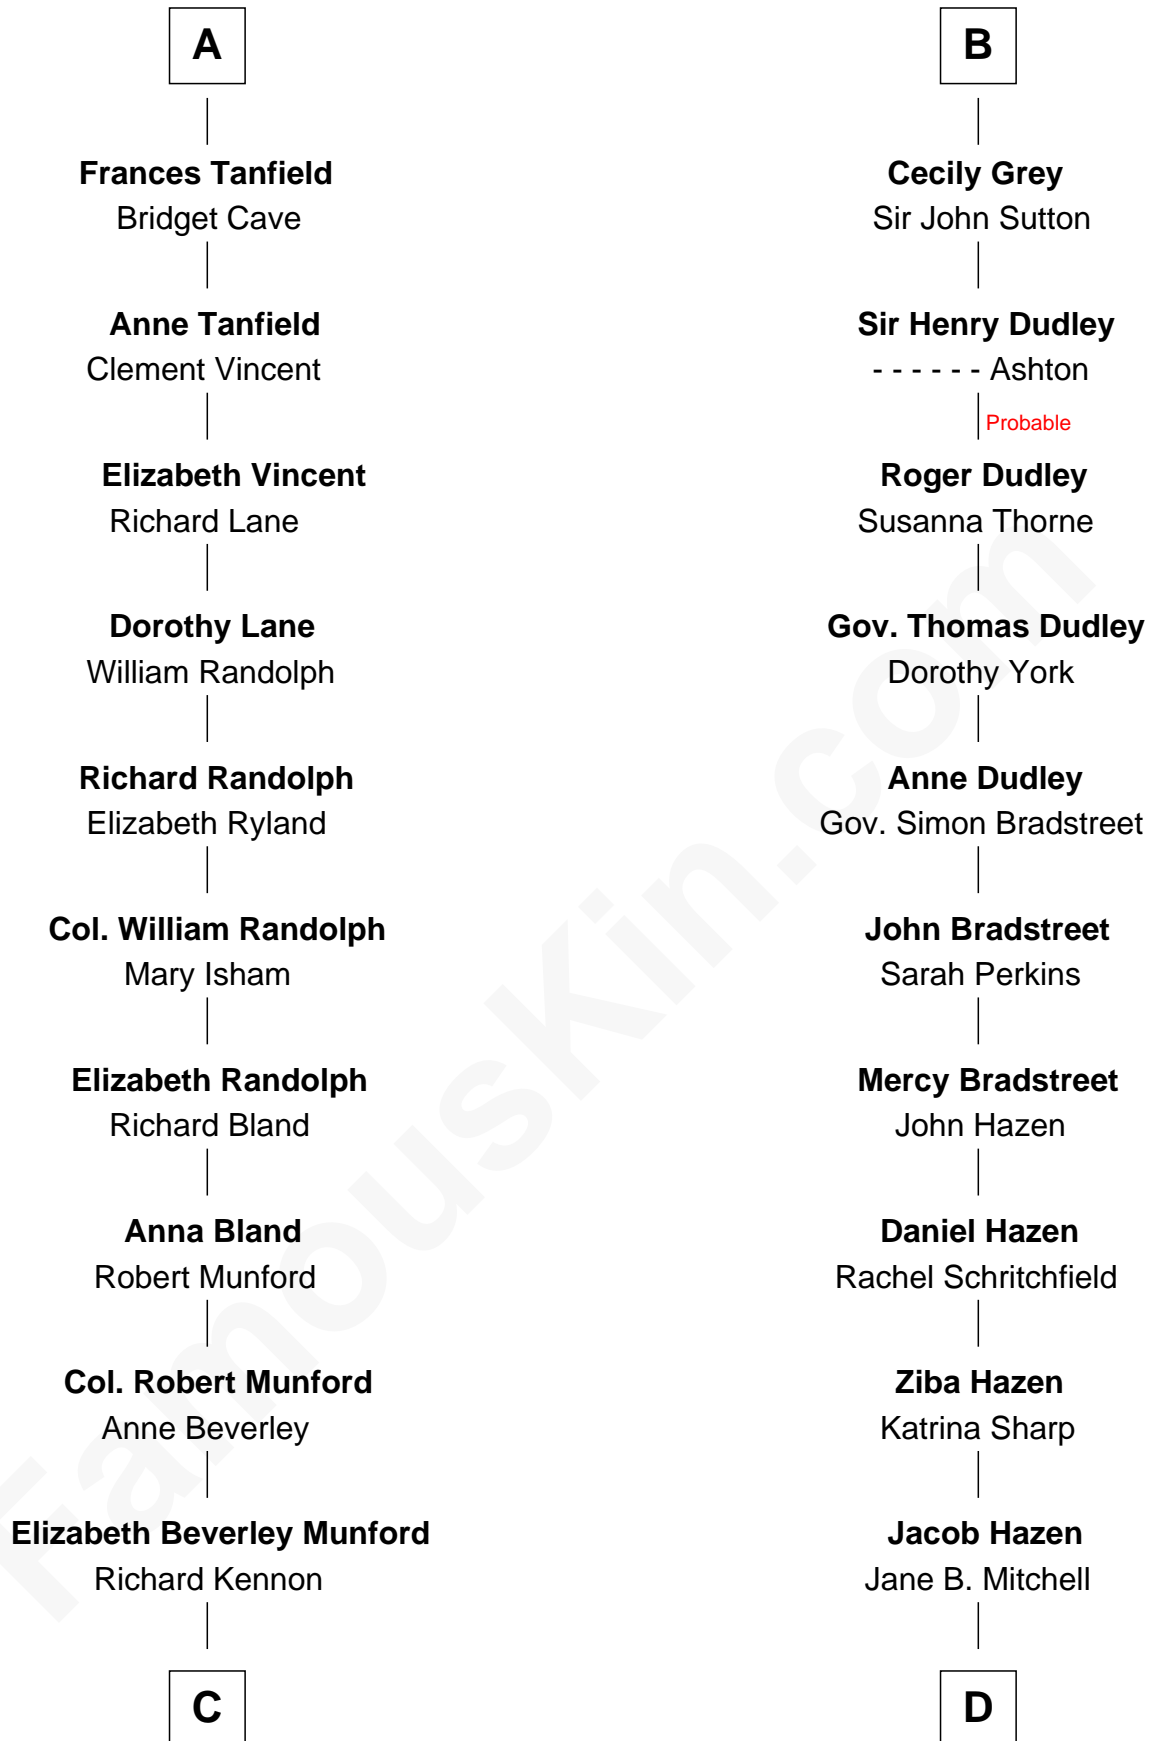 A
Frances Tanfield
Bridget Cave
Anne Tanfield
Clement Vincent
Elizabeth Vincent
Richard Lane
Dorothy Lane
William Randolph
Richard Randolph
Elizabeth Ryland
Col. William Randolph
Mary Isham
Elizabeth Randolph
Richard Bland
Anna Bland
Robert Munford
Col. Robert Munford
Anne Beverley
Elizabeth Beverley Munford
Richard Kennon
C
B
Cecily Grey
Sir John Sutton
Sir Henry Dudley
- - - - - - Ashton
Probable
Roger Dudley
Susanna Thorne
Gov. Thomas Dudley
Dorothy York
Anne Dudley
Gov. Simon Bradstreet
John Bradstreet
Sarah Perkins
Mercy Bradstreet
John Hazen
Daniel Hazen
Rachel Schritchfield
Ziba Hazen
Katrina Sharp
Jacob Hazen
Jane B. Mitchell
D
FamousKin.com